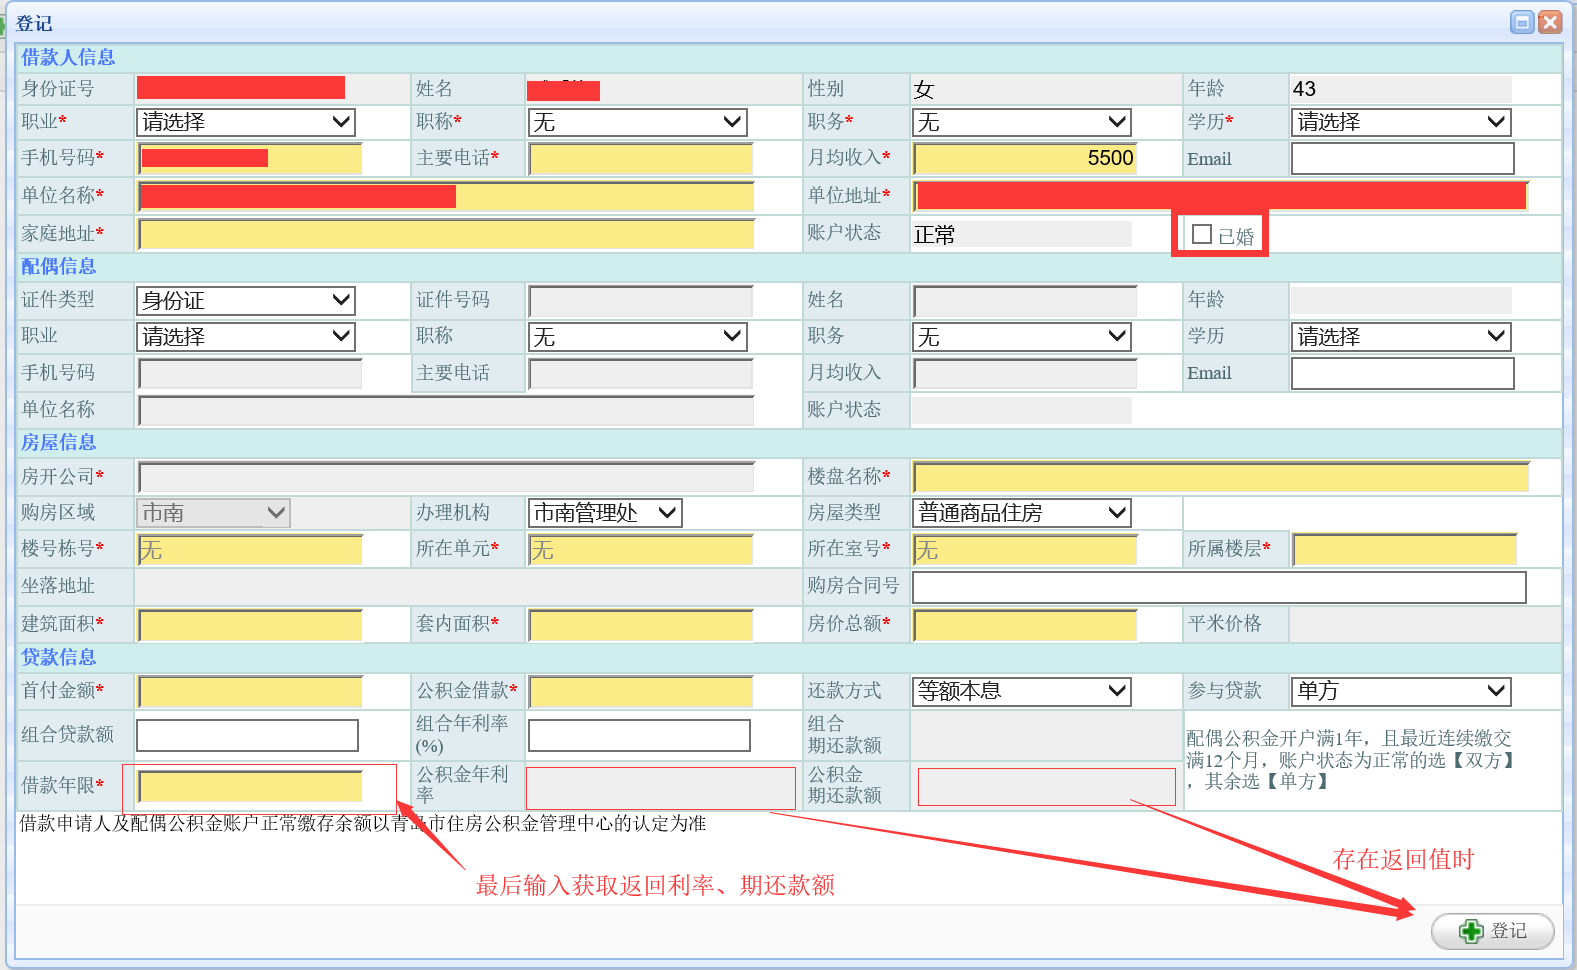 登记
借款人信息
身份证号 姓名 性别 女 年龄 43
职业* 请选择 职称* 无 职务* 无 学历* 请选择
手机号码* 主要电话* 月均收入* 5500 Email
单位名称* 单位地址*
家庭地址* 账户状态 正常 已婚
配偶信息
证件类型 身份证 证件号码 姓名 年龄
职业 请选择 职称 无 职务 无 学历 请选择
手机号码 主要电话 月均收入 Email
单位名称 账户状态
房屋信息
房开公司* 楼盘名称*
购房区域 市南 办理机构 市南管理处 房屋类型 普通商品住房
楼号栋号* 无 所在单元* 无 所在室号* 无 所属楼层*
坐落地址 购房合同号
建筑面积* 套内面积* 房价总额* 平米价格
贷款信息
首付金额* 公积金借款* 还款方式 等额本息 参与贷款 单方
组合贷款额 组合年利率
(%) 组合
期还款额
配偶公积金开户满1年，且最近连续缴交
满12个月，账户状态为正常的选【双方】
，其余选【单方】
借款年限* 公积金年利
率 公积金
期还款额
借款申请人及配偶公积金账户正常缴存余额以青岛市住房公积金管理中心的认定为准
存在返回值时
最后输入获取返回利率、期还款额
登记